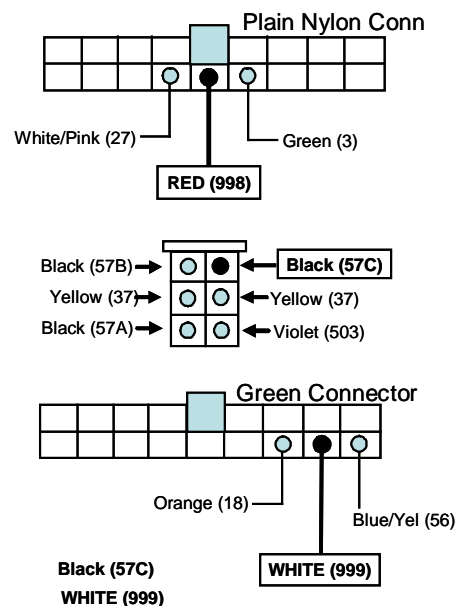 Plain Nylon Conn
White/Pink (27)
Green (3)
RED (998)
Black (57B)
Black (57C)
Yellow (37)
Yellow (37)
Black (57A)
Violet (503)
Green Connector
Orange (18)
Blue/Yel (56)
WHITE (999)
Black (57C)
WHITE (999)